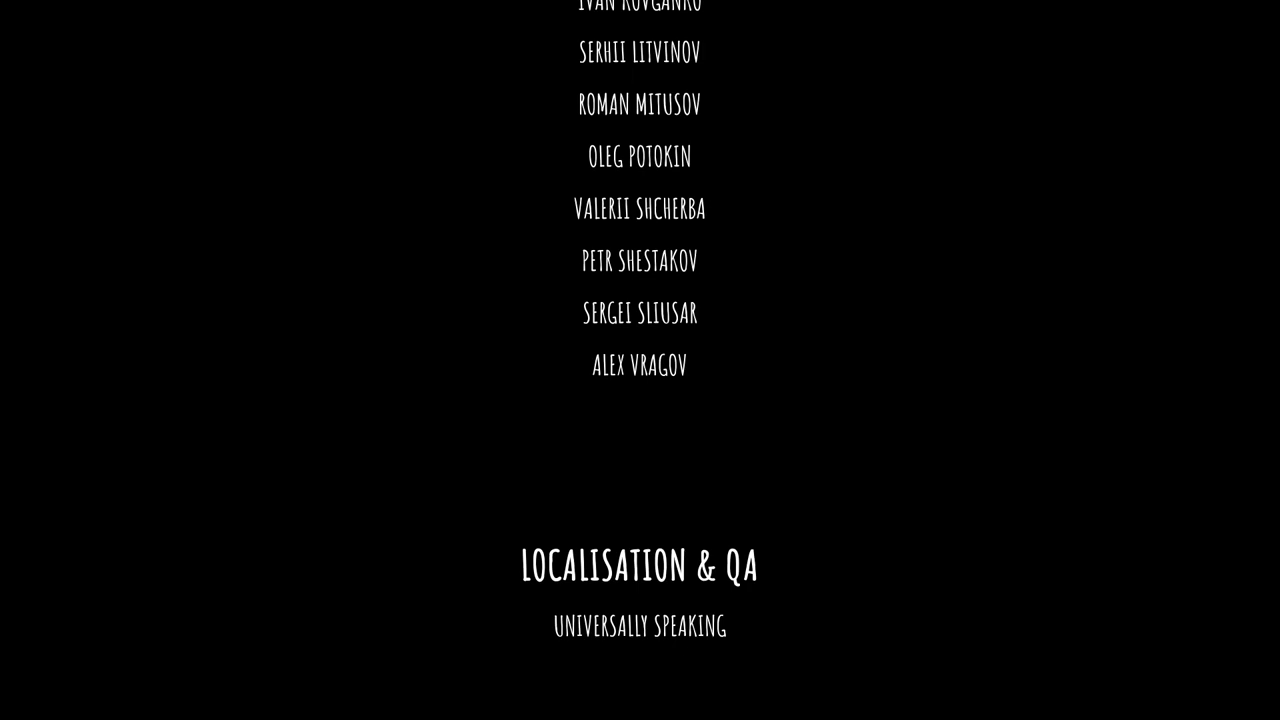 SERHII LITVINOV
ROMAN MITUSOV
OLEG POTOKIN
VALERII SHCHERBA
PETR SHESTAKOV
SERGEI SLIUSAR
ALEX VRAGOV
LOCALISATION & QA
UNIVERSALLY SPEAKING